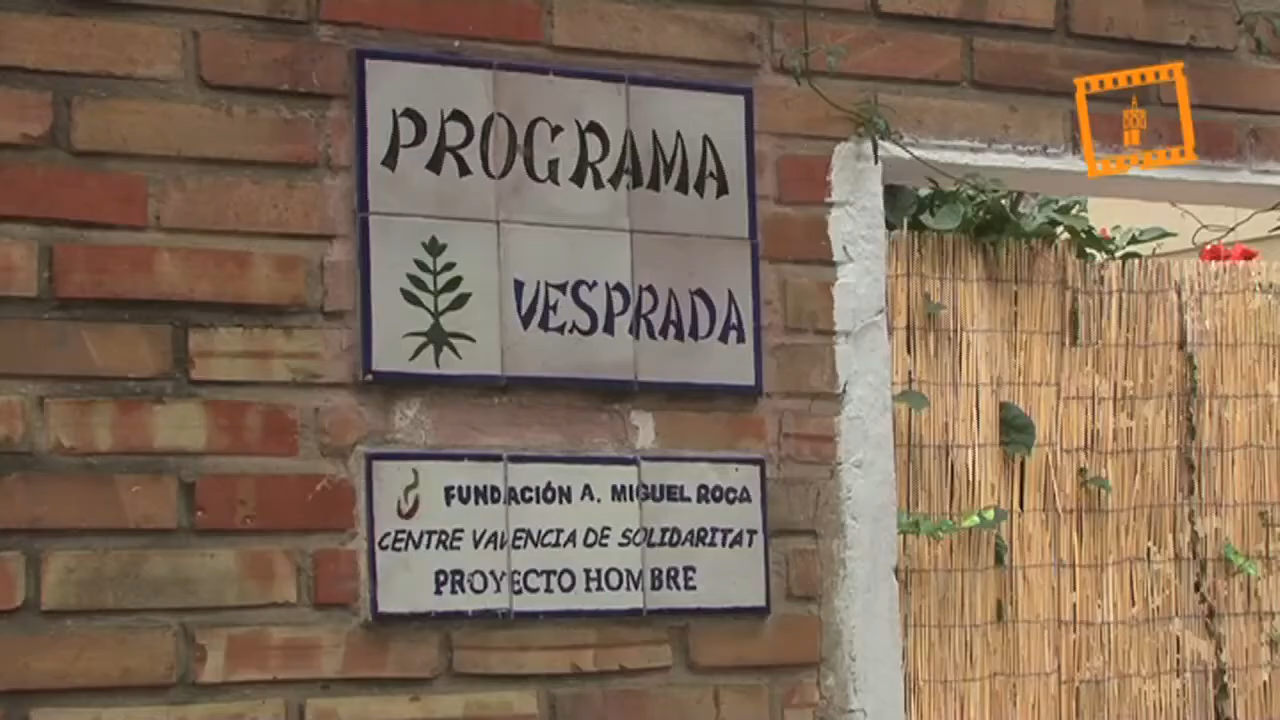 PROGRAMA
VESPRADA
FUNDACIÓN A. MIGUEL ROCA
CENTRE VALENCIA DE SOLIDARITAT
PROYECTO HOMBRE